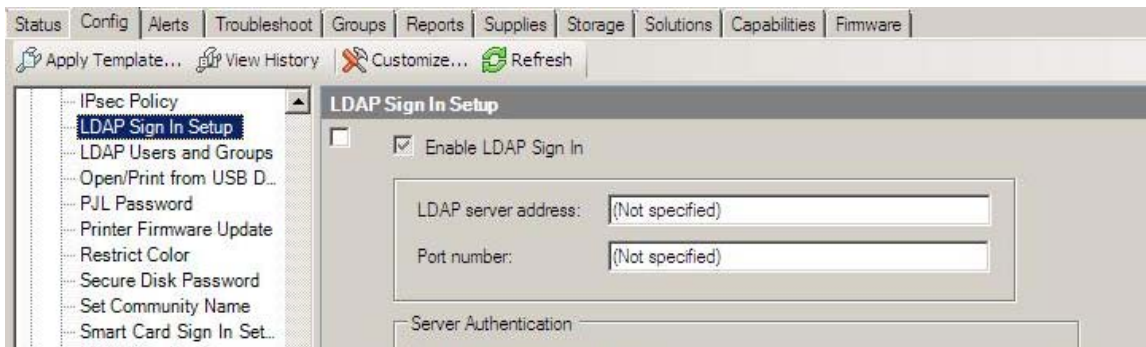 Status Config Alerts Troubleshoot Groups Reports Supplies Storage Solutions Capabilities Firmware
Apply Template... View History Customize... Refresh
IPsec Policy
LDAP Sign In Setup
LDAP Users and Groups
Open/Print from USB D...
PJL Password
Printer Firmware Update
Restrict Color
Secure Disk Password
Set Community Name
Smart Card Sign In Set...
LDAP Sign In Setup
Enable LDAP Sign In
LDAP server address: (Not specified)
Port number: (Not specified)
Server Authentication